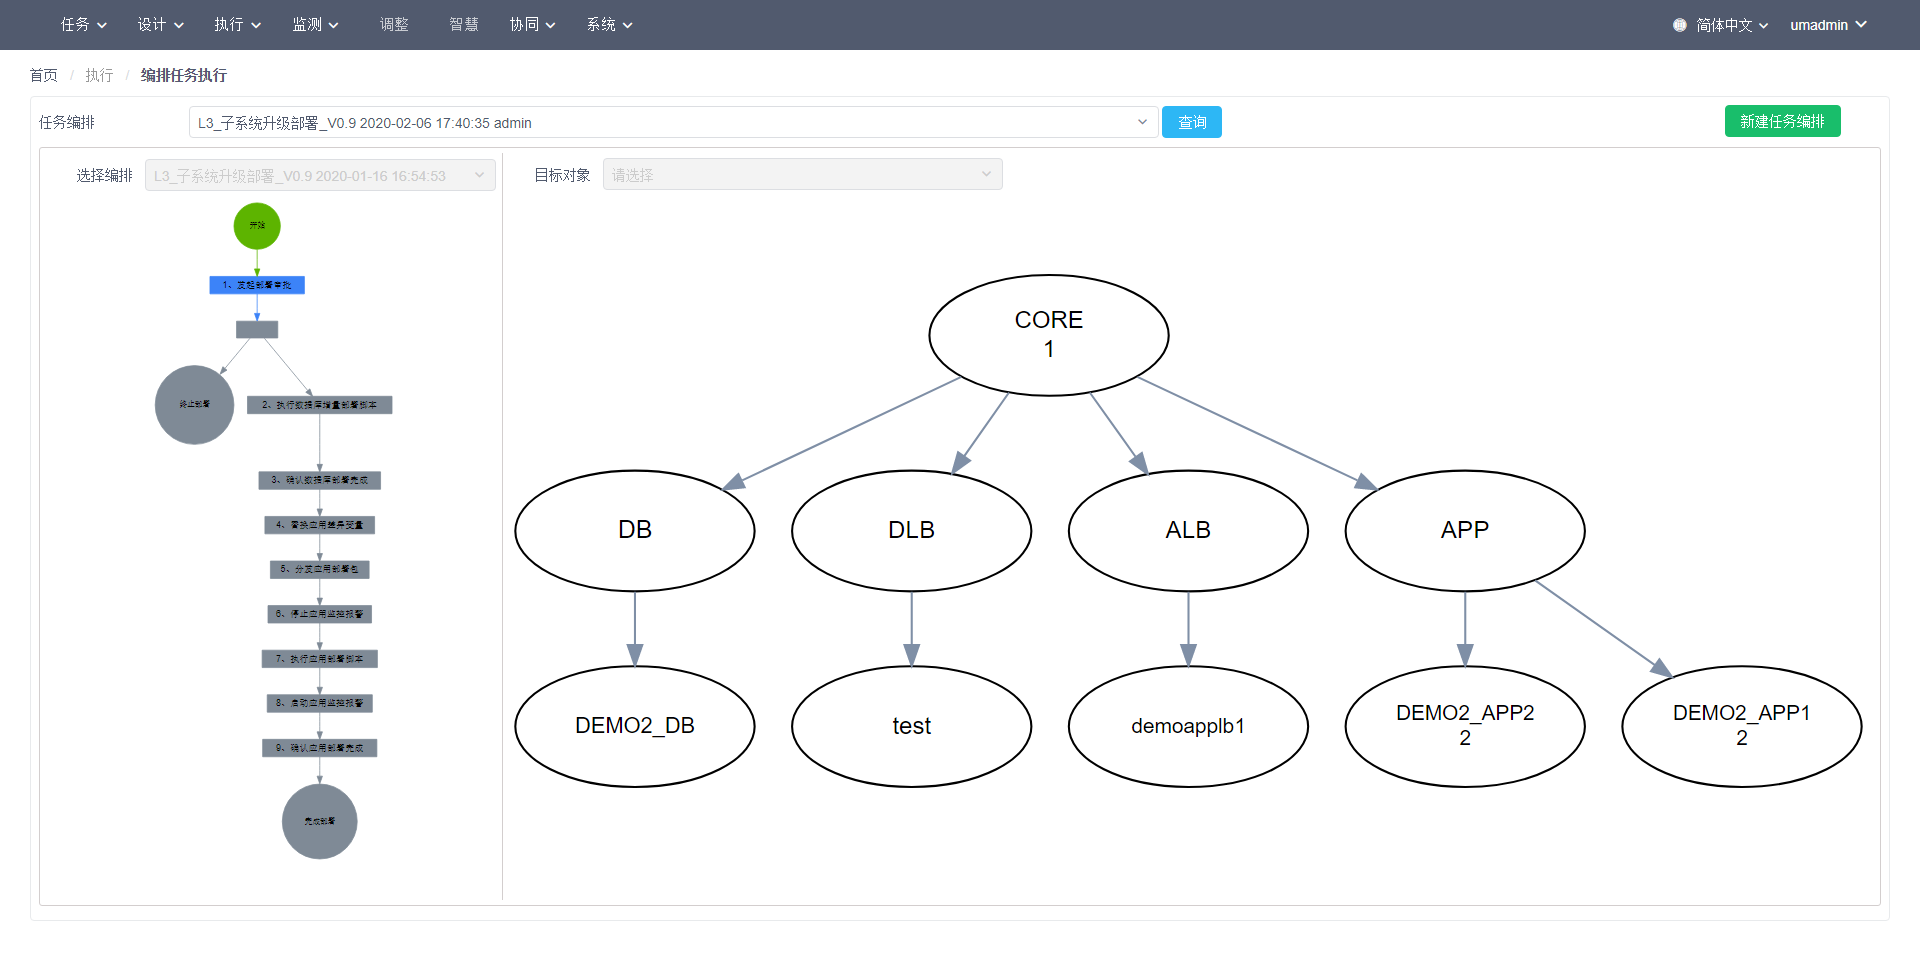 任务 设计 执行 监测 调整 智慧 协同 系统 简体中文 umadmin
首页 / 执行 / 编排任务执行
任务编排 L3_子系统升级部署_V0.9 2020-02-06 17:40:35 admin 查询 新建任务编排
选择编排 L3_子系统升级部署_V0.9 2020-01-16 16:54:53
目标对象 请选择
开始
1、发起部署审批
终止部署
2、执行数据库增量部署脚本
3、确认数据库部署完成
4、替换应用差异变量
5、分发应用部署包
6、停止应用监控报警
7、执行应用部署脚本
8、启动应用监控报警
9、确认应用部署完成
完成部署
CORE
1
DB DLB ALB APP
DEMO2_DB test demoapplb1
DEMO2_APP2
2
DEMO2_APP1
2